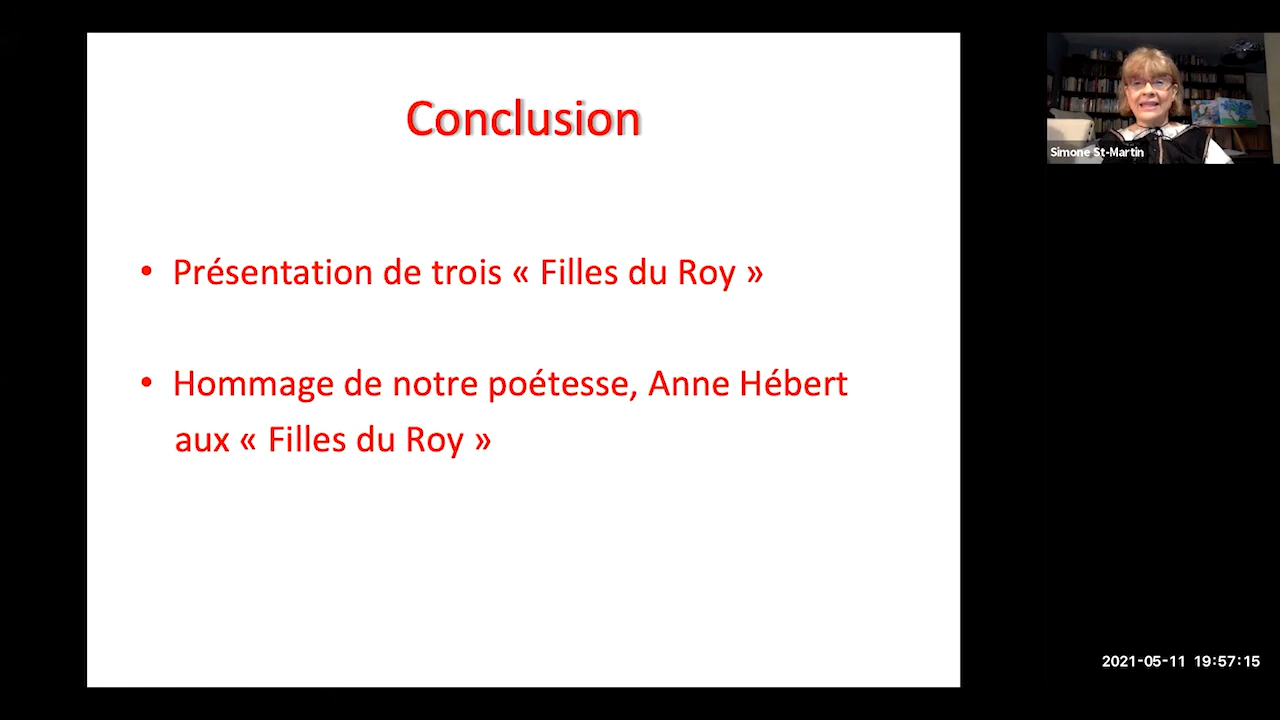 Conclusion
• Présentation de trois « Filles du Roy »
• Hommage de notre poétesse, Anne Hébert
aux « Filles du Roy »
Simone St-Martin
2021-05-11 19:57:15